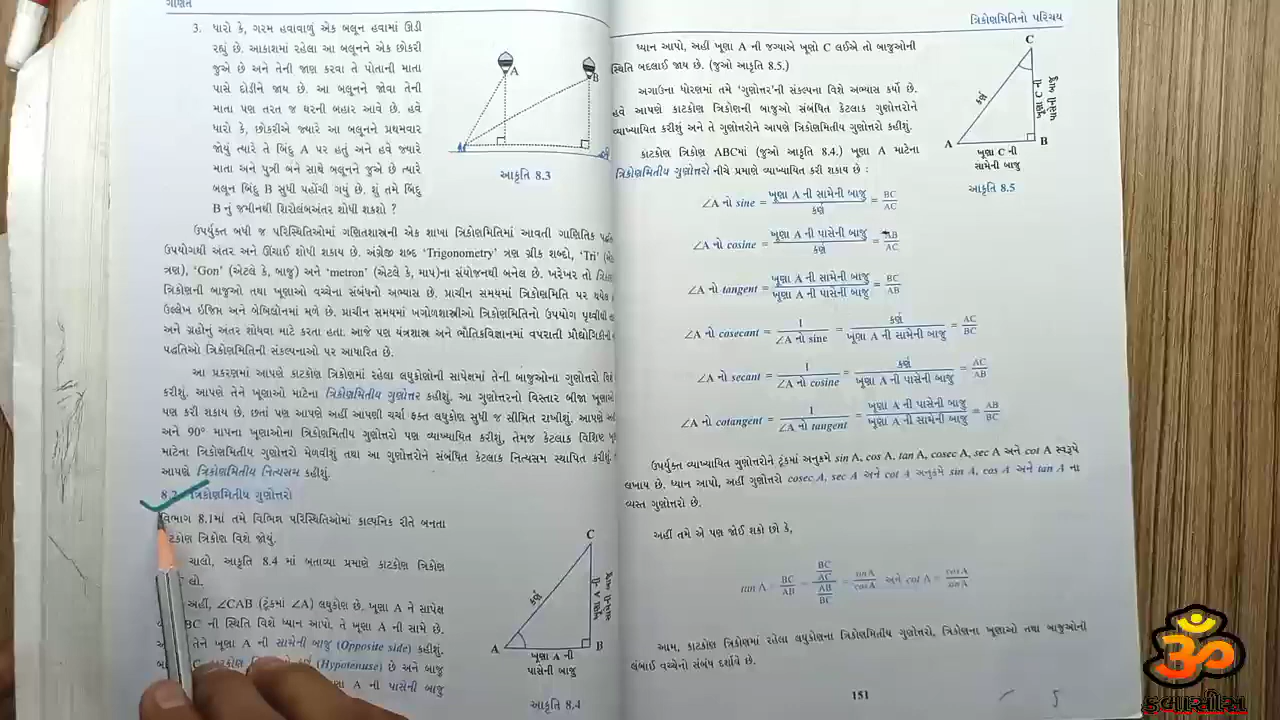 ગણિત
3. ધારો કે, ગરમ હવાવાળું એક બલૂન હવામાં ઊડી
રહ્યું છે. આકાશમાં રહેલા આ બલૂનને એક છોકરી
જુએ છે અને તેની જાણ કરવા તે પોતાની માતા
પાસે દોડીને જાય છે. આ બલૂનને જોવા તેની
માતા પણ તરત જ ઘરની બહાર આવે છે. હવે
ધારો કે, છોકરીએ જ્યારે આ બલૂનને પ્રથમવાર
જોયું ત્યારે તે બિંદુ A પર હતું અને હવે જ્યારે
માતા અને પુત્રી બંને સાથે બલૂનને જુએ છે ત્યારે
બલૂન બિંદુ B સુધી પહોંચી ગયું છે. શું તમે બિંદુ
B નું જમીનથી શિરોલંબઅંતર શોધી શકશો ?
A
B
આકૃતિ 8.3
ઉપર્યુક્ત બધી જ પરિસ્થિતિઓમાં ગણિતશાસ્ત્રની એક શાખા ત્રિકોણમિતિમાં આવતી ગાણિતિક
ઉપયોગથી અંતર અને ઊંચાઈ શોધી શકાય છે. અંગ્રેજી શબ્દ ‘Trigonometry’ ત્રણ ગ્રીક શબ્દો, ‘Tri’
ત્રણ), ‘Gon’ (એટલે કે, બાજુ) અને ‘metron’ (એટલે કે, માપ)ના સંયોજનથી બનેલ છે. ખરેખર તો
ત્રિકોણની બાજુઓ તથા ખૂણાઓ વચ્ચેના સંબંધનો અભ્યાસ છે. પ્રાચીન સમયમાં ત્રિકોણમિતિ પર થયેલ
ઉલ્લેખ ઇજિપ્ત અને બેબિલોનમાં મળે છે. પ્રાચીન સમયમાં ખગોળશાસ્ત્રીઓ ત્રિકોણમિતિનો ઉપયોગ પૃથ્વીથી
અને ગ્રહોનું અંતર શોધવા માટે કરતા હતા. આજે પણ યંત્રશાસ્ત્ર અને ભૌતિકવિજ્ઞાનમાં વપરાતી પ્રૌદ્યોગિકીની
પદ્ધતિઓ ત્રિકોણમિતિની સંકલ્પનાઓ પર આધારિત છે.
આ પ્રકરણમાં આપણે કાટકોણ ત્રિકોણમાં રહેલા લઘુકોણોની સાપેક્ષમાં તેની બાજુઓના ગુણોત્તરો વિશે
કરીશું. આપણે તેને ખૂણાઓ માટેના ત્રિકોણમિતીય ગુણોત્તર કહીશું. આ ગુણોત્તરનો વિસ્તાર બીજા ખૂણાઓ
પણ કરી શકાય છે. છતાં પણ આપણે અહીં આપણી ચર્ચા ફક્ત લઘુકોણ સુધી જ સીમિત રાખીશું. આપણે
અને 90° માપના ખૂણાઓના ત્રિકોણમિતીય ગુણોત્તરો પણ વ્યાખ્યાયિત કરીશું, તેમજ કેટલાક વિશિષ્ટ
માટેના ત્રિકોણમિતીય ગુણોત્તરો મેળવીશું તથા આ ગુણોત્તરોને સંબંધિત કેટલાક નિત્યસમ સ્થાપિત કરીશું.
આપણે ત્રિકોણમિતીય નિત્યસમ કહીશું.
8.2 ત્રિકોણમિતીય ગુણોત્તરો
વિભાગ 8.1માં તમે વિભિન્ન પરિસ્થિતિઓમાં કાલ્પનિક રીતે બનતા
કાટકોણ ત્રિકોણ વિશે જોયું.
ચાલો, આકૃતિ 8.4 માં બતાવ્યા પ્રમાણે કાટકોણ ત્રિકોણ
લો.
અહીં, ∠CAB (ટૂંકમાં ∠A) લઘુકોણ છે. ખૂણા A ને સાપેક્ષ
BC ની સ્થિતિ વિશે ધ્યાન આપો, તે ખૂણા A ની સામે છે.
તેને ખૂણા A ની સામેની બાજુ (Opposite side) કહીશું.
કાટકોણ (Hypotenuse) છે અને બાજુ
A ની પાસેની બાજુ
C
કર્ણ
ખૂણા A ની
સામેની બાજુ
A
B
ખૂણા A ની
પાસેની બાજુ
આકૃતિ 8.4
ત્રિકોણમિતિનો પરિચય
ધ્યાન આપો, અહીં ખૂણા A ની જગ્યાએ ખૂણો C લઈએ તો બાજુઓની
સ્થિતિ બદલાઈ જાય છે. (જુઓ આકૃતિ 8.5.)
અગાઉના ધોરણમાં તમે ‘ગુણોત્તર’ની સંકલ્પના વિશે અભ્યાસ કર્યો છે.
હવે આપણે કાટકોણ ત્રિકોણની બાજુઓ સંબંધિત કેટલાક ગુણોત્તરોને
વ્યાખ્યાયિત કરીશું અને તે ગુણોત્તરોને આપણે ત્રિકોણમિતીય ગુણોત્તરો કહીશું.
કાટકોણ ત્રિકોણ ABCમાં (જુઓ આકૃતિ 8.4.) ખૂણા A માટેના
ત્રિકોણમિતીય ગુણોત્તરો નીચે પ્રમાણે વ્યાખ્યાયિત કરી શકાય છે :
C
કર્ણ
ખૂણા C ની
પાસેની બાજુ
A
B
ખૂણા C ની
સામેની બાજુ
આકૃતિ 8.5
∠A નો sine = ખૂણા A ની સામેની બાજુ / કર્ણ = BC / AC
∠A નો cosine = ખૂણા A ની પાસેની બાજુ / કર્ણ = AB / AC
∠A નો tangent = ખૂણા A ની સામેની બાજુ / ખૂણા A ની પાસેની બાજુ = BC / AB
∠A નો cosecant = 1 / ∠A નો sine = કર્ણ / ખૂણા A ની સામેની બાજુ = AC / BC
∠A નો secant = 1 / ∠A નો cosine = કર્ણ / ખૂણા A ની પાસેની બાજુ = AC / AB
∠A નો cotangent = 1 / ∠A નો tangent = ખૂણા A ની પાસેની બાજુ / ખૂણા A ની સામેની બાજુ = AB / BC
ઉપર્યુક્ત વ્યાખ્યાયિત ગુણોત્તરોને ટૂંકમાં અનુક્રમે sin A, cos A, tan A, cosec A, sec A અને cot A સ્વરૂપે
લખાય છે. ધ્યાન આપો, અહીં ગુણોત્તરો cosec A, sec A અને cot A અનુક્રમે sin A, cos A અને tan A ના
વ્યસ્ત ગુણોત્તરો છે.
અહીં તમે એ પણ જોઈ શકો છો કે,
tan A = BC / AB = (BC / AC) / (AB / BC) = sin A / cos A અને cot A = cos A / sin A
આમ, કાટકોણ ત્રિકોણમાં રહેલા લઘુકોણના ત્રિકોણમિતીય ગુણોત્તરો, ત્રિકોણના ખૂણાઓ તથા બાજુઓની
લંબાઈ વચ્ચેનો સંબંધ દર્શાવે છે.
151
ૐ
કલાસીસ